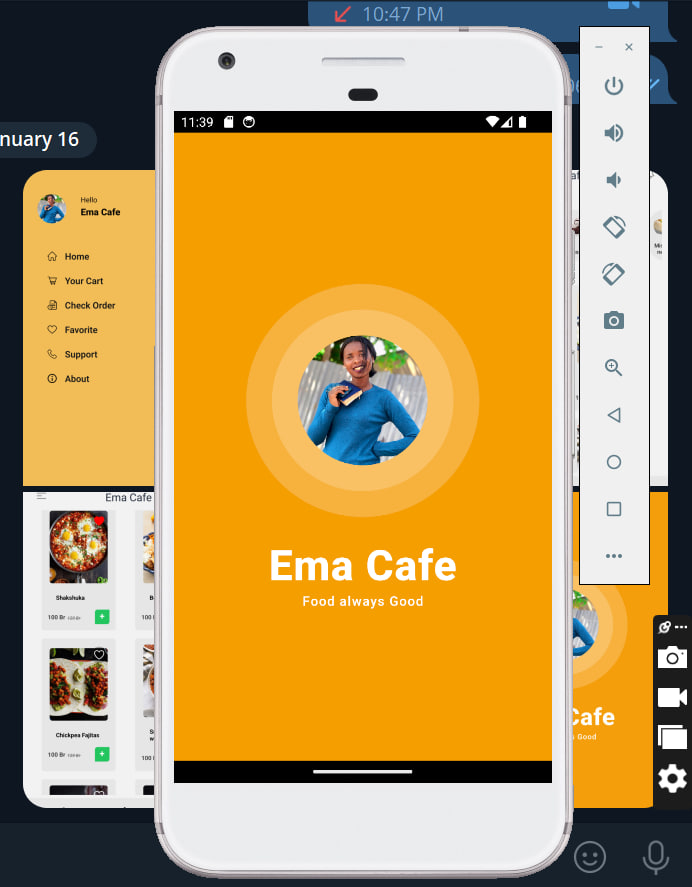 10:47 PM
nuary 16
11:39
Hello
Ema Cafe
Home
Your Cart
Check Order
Favorite
Support
About
Ema Cafe
Food always Good
Ema Cafe
Shakshuka
100 Br
Chickpea Fajitas
100 Br
Cafe
s Good